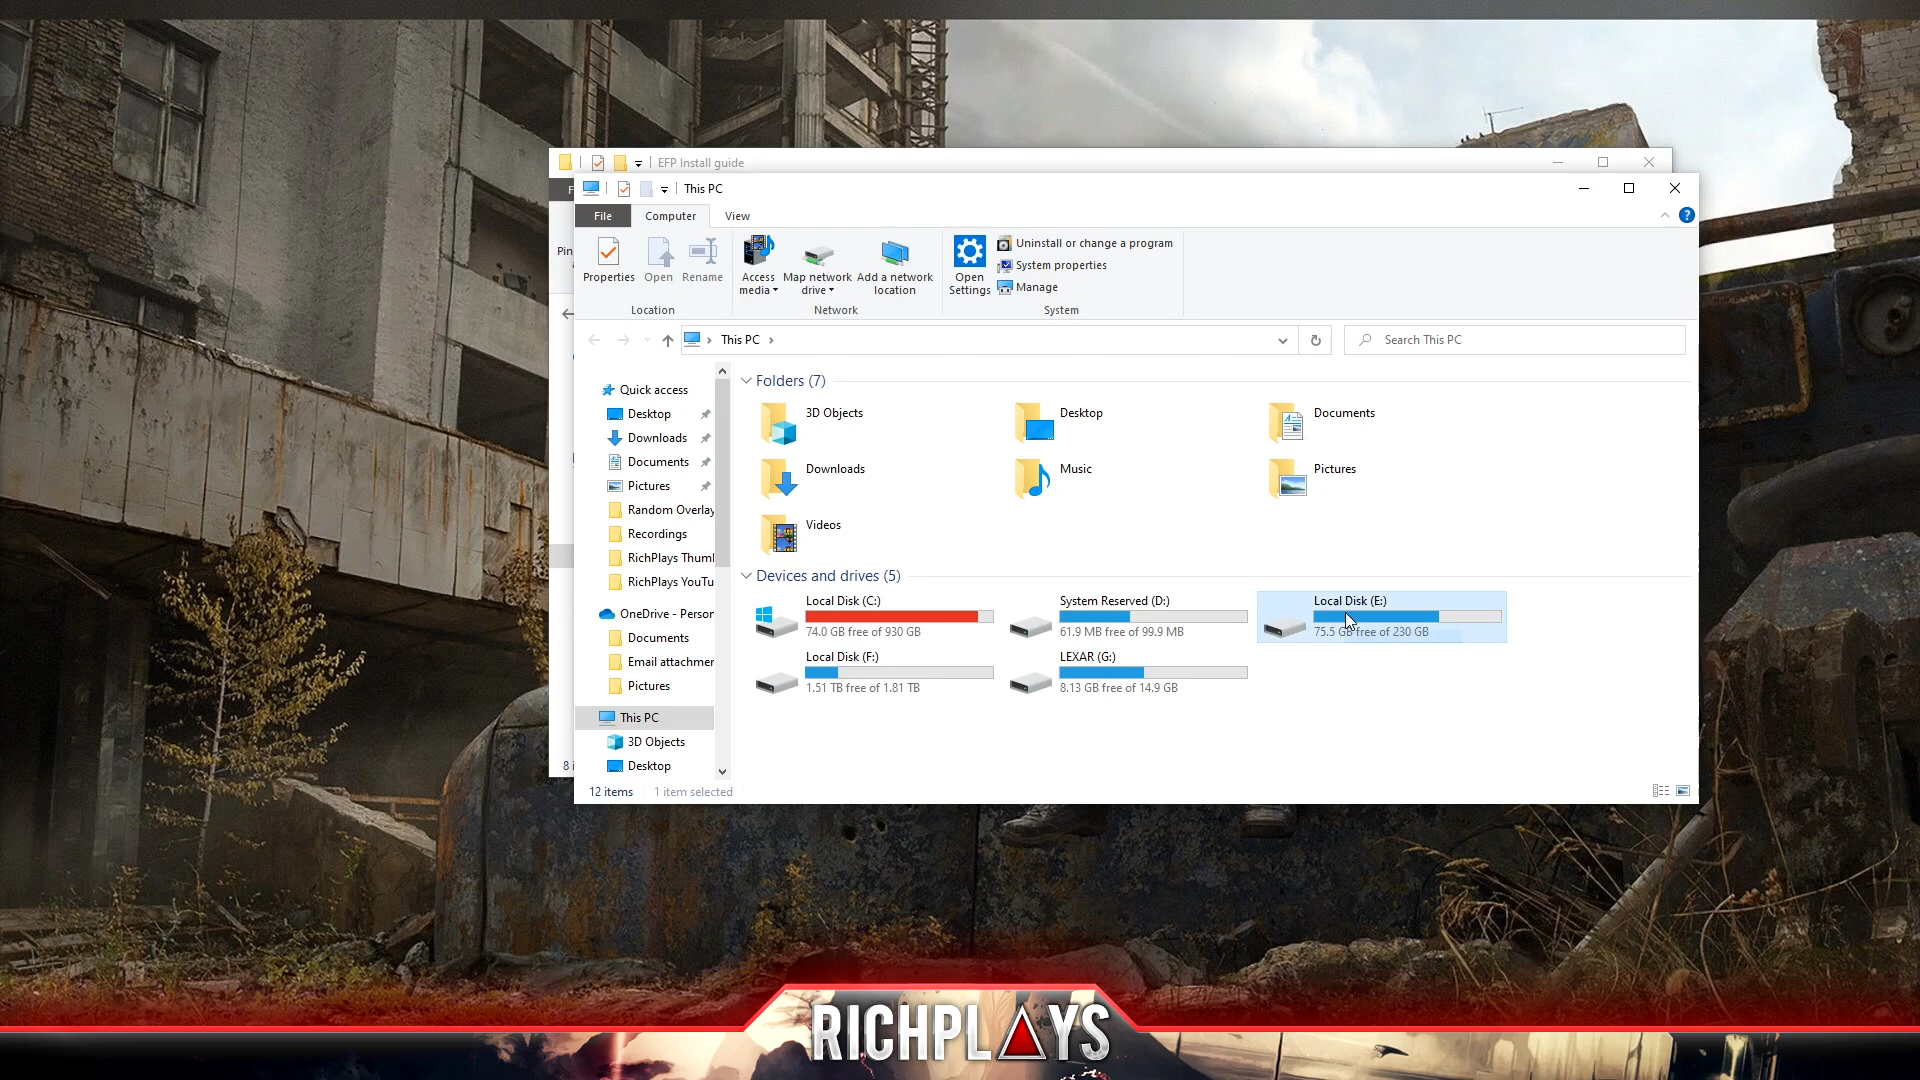 EFP Install guide
This PC
File
Computer
View
Pin
Properties
Open
Rename
Access media
Map network drive
Add a network location
Open Settings
Uninstall or change a program
System properties
Manage
Location
Network
System
This PC
Search This PC
Quick access
Desktop
Downloads
Documents
Pictures
Random Overlay
Recordings
RichPlays Thuml
RichPlays YouTu
OneDrive - Person
Documents
Email attachmer
Pictures
This PC
3D Objects
Desktop
Folders (7)
3D Objects
Desktop
Documents
Downloads
Music
Pictures
Videos
Devices and drives (5)
Local Disk (C:)
74.0 GB free of 930 GB
System Reserved (D:)
61.9 MB free of 99.9 MB
Local Disk (E:)
75.5 GB free of 230 GB
Local Disk (F:)
1.51 TB free of 1.81 TB
LEXAR (G:)
8.13 GB free of 14.9 GB
8 i
12 items
1 item selected
RICHPLAYS